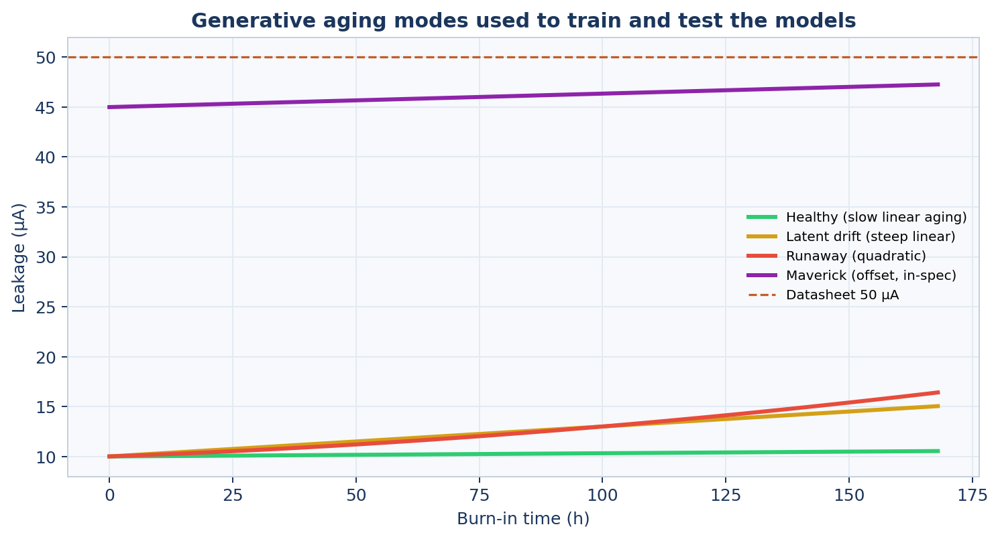 Generative aging modes used to train and test the models
Leakage (µA)
50
45
40
35
30
25
20
15
10
Healthy (slow linear aging)
Latent drift (steep linear)
Runaway (quadratic)
Maverick (offset, in-spec)
Datasheet 50 µA
0 25 50 75 100 125 150 175
Burn-in time (h)